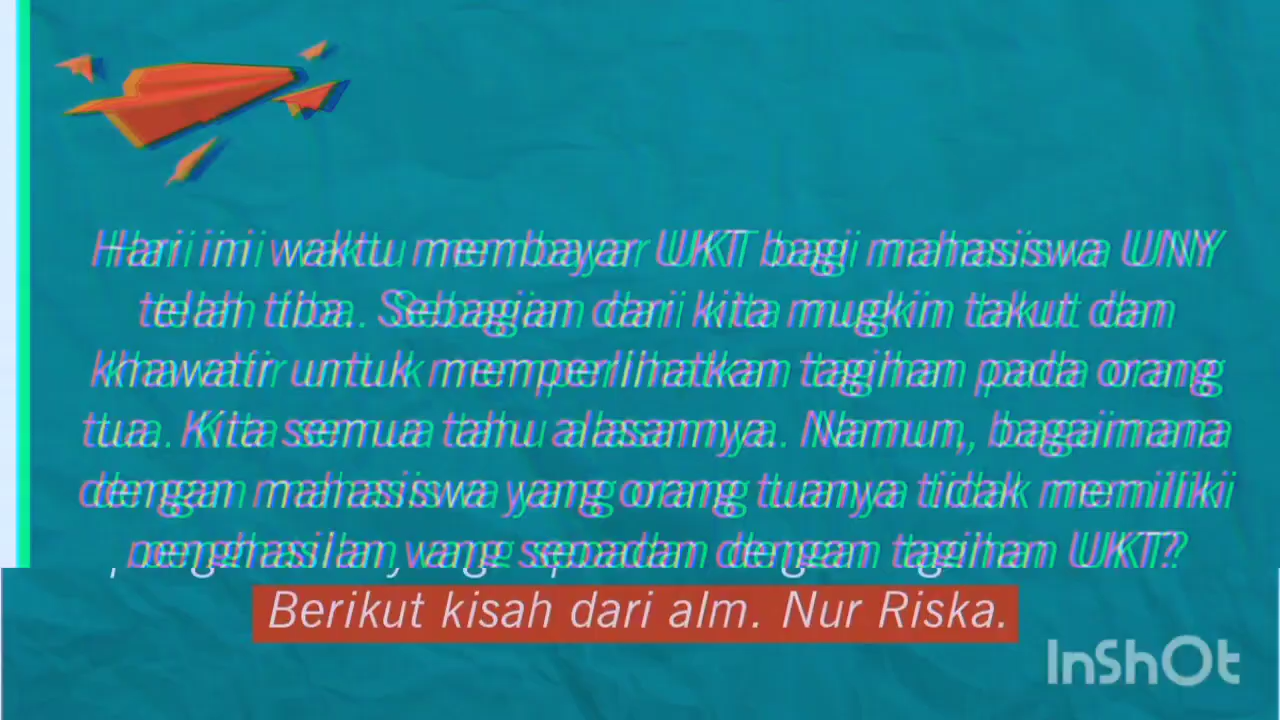 Hari ini waktu membayar UKT bagi mahasiswa UNY
telah tiba. Sebagian dari kita mugkin takut dan
khawatir untuk memperlihatkan tagihan pada orang
tua. Kita semua tahu alasannya. Namun, bagaimana
dengan mahasiswa yang orang tuanya tidak memiliki
penghasilan yang sepadan dengan tagihan UKT?
Berikut kisah dari alm. Nur Riska.
InShOt